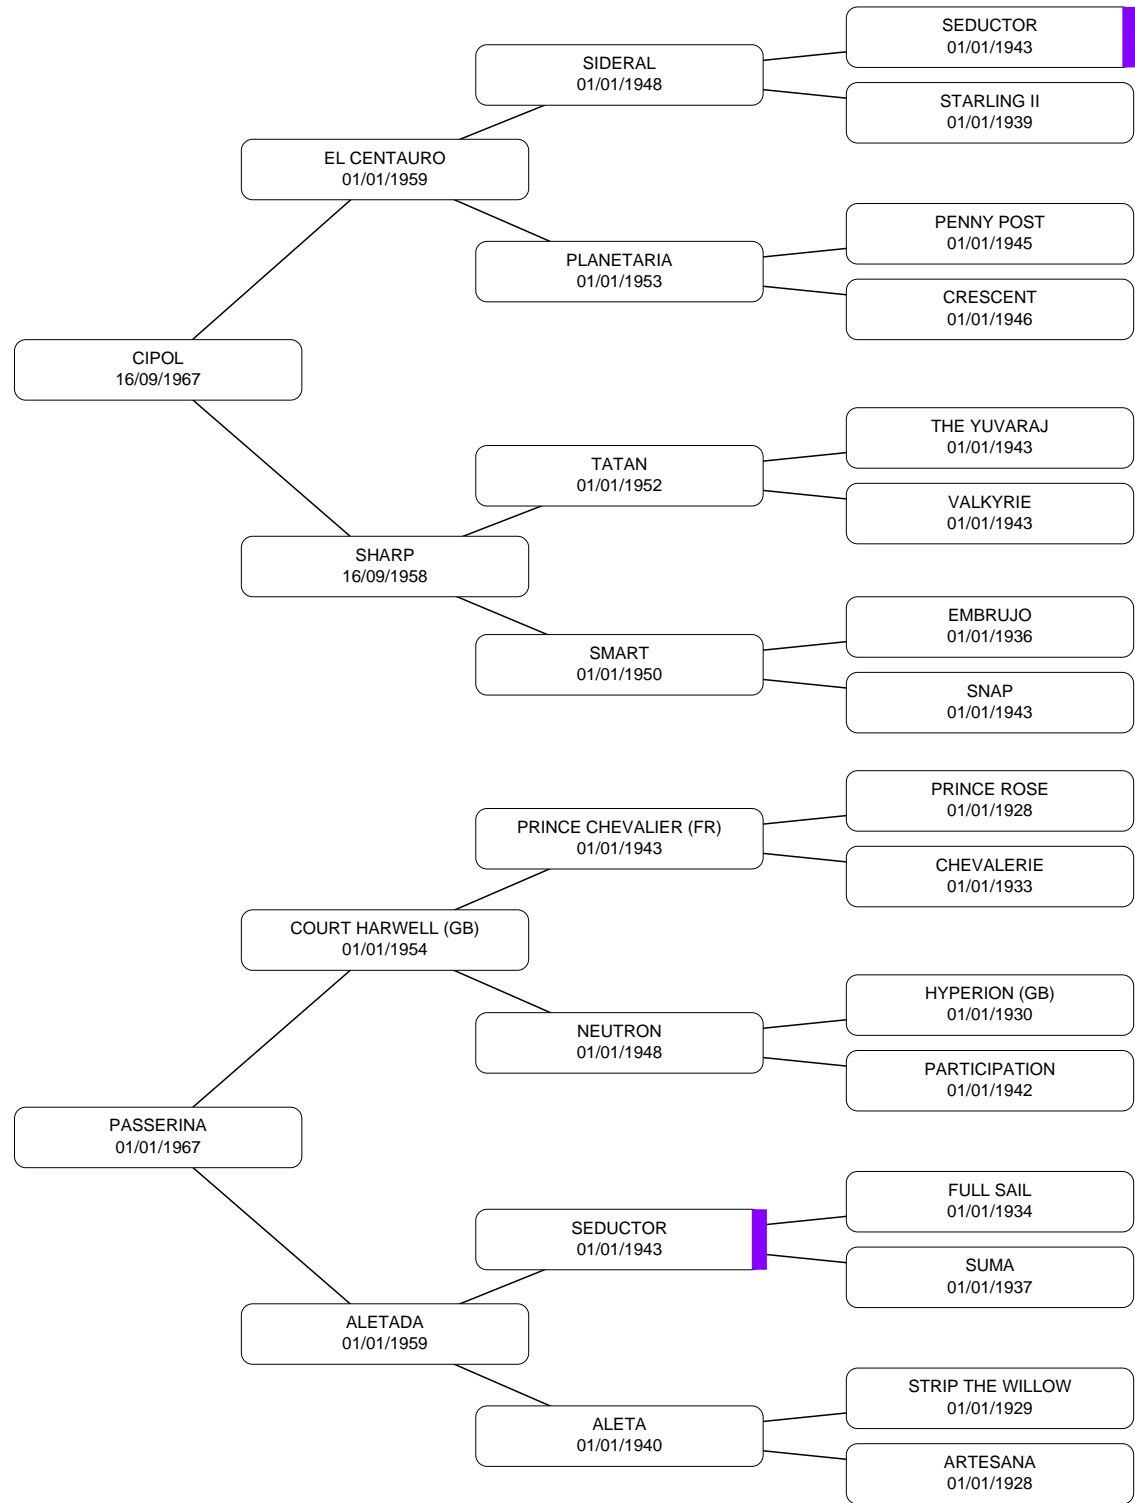 SEDUCTOR
01/01/1943
SIDERAL
01/01/1948
STARLING II
01/01/1939
EL CENTAURO
01/01/1959
PENNY POST
01/01/1945
PLANETARIA
01/01/1953
CRESCENT
01/01/1946
CIPOL
16/09/1967
THE YUVARAJ
01/01/1943
TATAN
01/01/1952
VALKYRIE
01/01/1943
SHARP
16/09/1958
EMBRUJO
01/01/1936
SMART
01/01/1950
SNAP
01/01/1943
PRINCE ROSE
01/01/1928
PRINCE CHEVALIER (FR)
01/01/1943
CHEVALERIE
01/01/1933
COURT HARWELL (GB)
01/01/1954
HYPERION (GB)
01/01/1930
NEUTRON
01/01/1948
PARTICIPATION
01/01/1942
PASSERINA
01/01/1967
FULL SAIL
01/01/1934
SEDUCTOR
01/01/1943
SUMA
01/01/1937
ALETADA
01/01/1959
STRIP THE WILLOW
01/01/1929
ALETA
01/01/1940
ARTESANA
01/01/1928